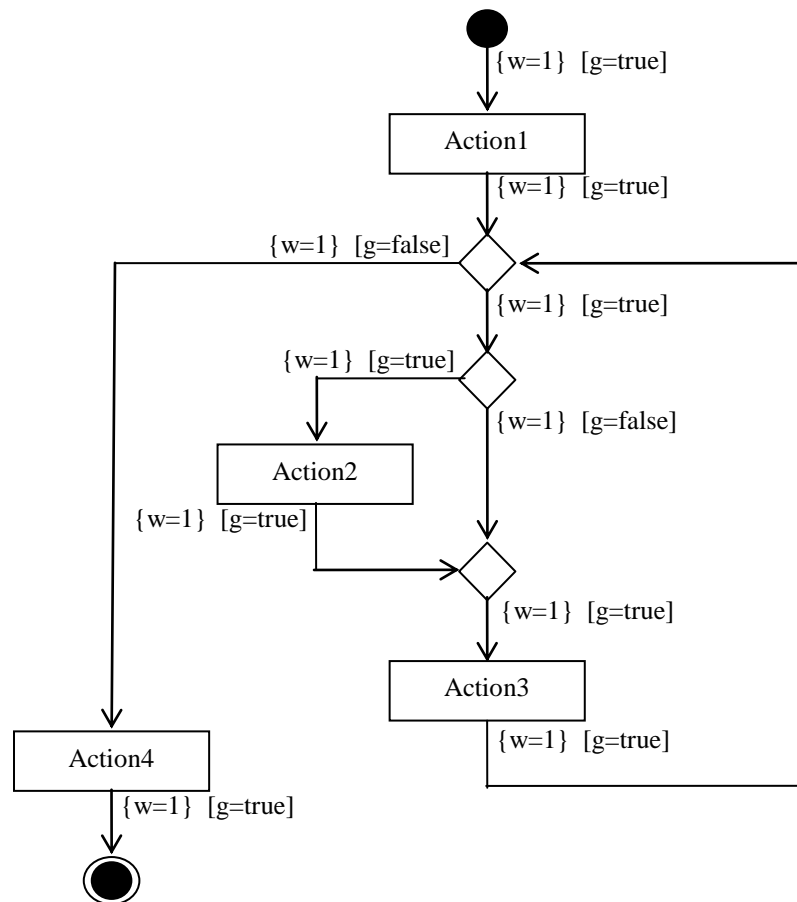 {w=1} [g=true]
Action1
{w=1} [g=true]
{w=1} [g=false]
{w=1} [g=true]
{w=1} [g=true]
{w=1} [g=false]
Action2
{w=1} [g=true]
{w=1} [g=true]
Action3
{w=1} [g=true]
Action4
{w=1} [g=true]